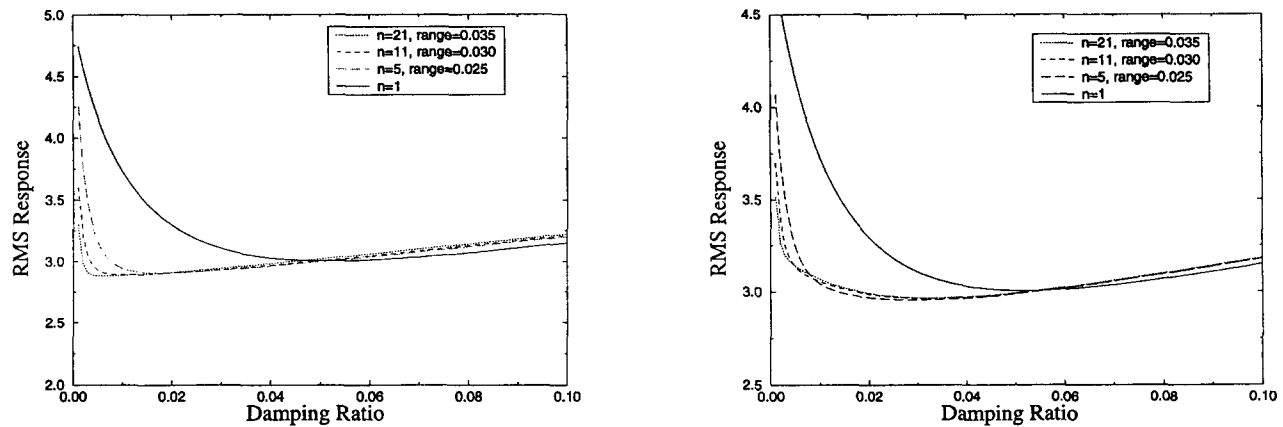 5.0
4.5
4.0
3.5
3.0
2.5
2.0
RMS Response
n=21, range=0.035
n=11, range=0.030
n=5, range=0.025
n=1
0.00
0.02
0.04
0.06
0.08
0.10
Damping Ratio
4.5
4.0
3.5
3.0
2.5
RMS Response
n=21, range=0.035
n=11, range=0.030
n=5, range=0.025
n=1
0.00
0.02
0.04
0.06
0.08
0.10
Damping Ratio